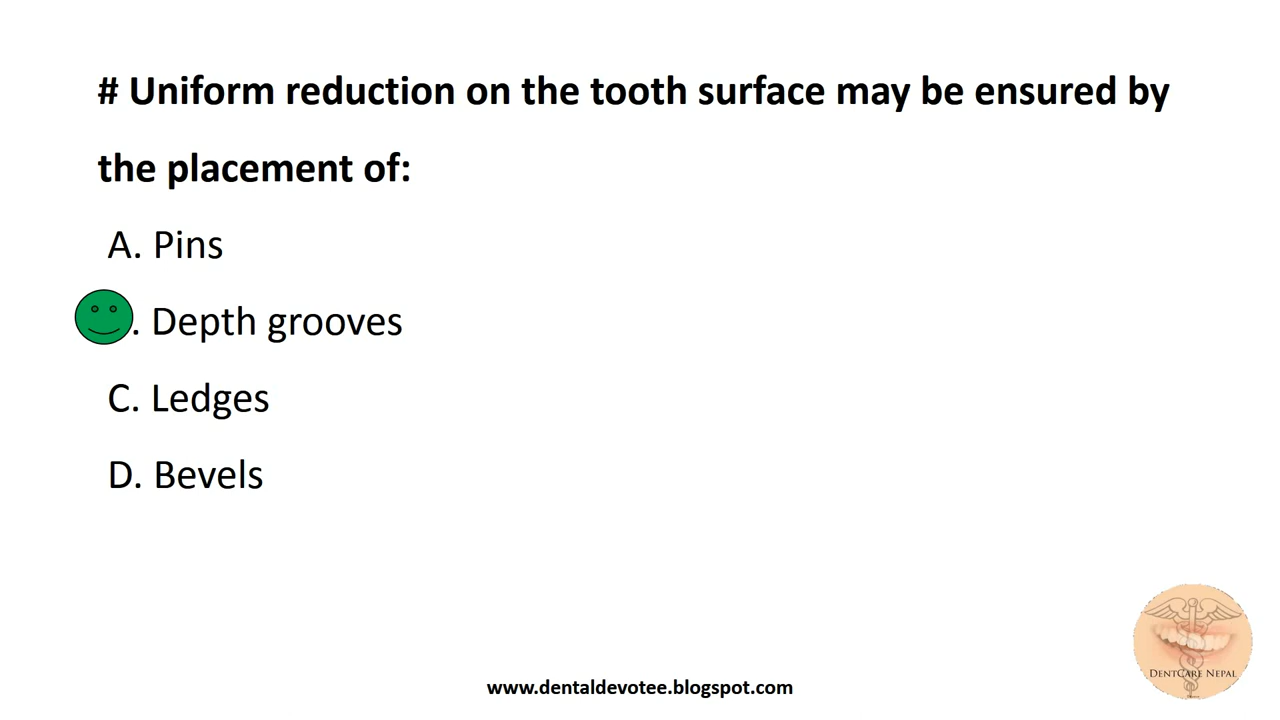 # Uniform reduction on the tooth surface may be ensured by
the placement of:
A. Pins
. Depth grooves
C. Ledges
D. Bevels
DENTCARE NEPAL
www.dentaldevotee.blogspot.com